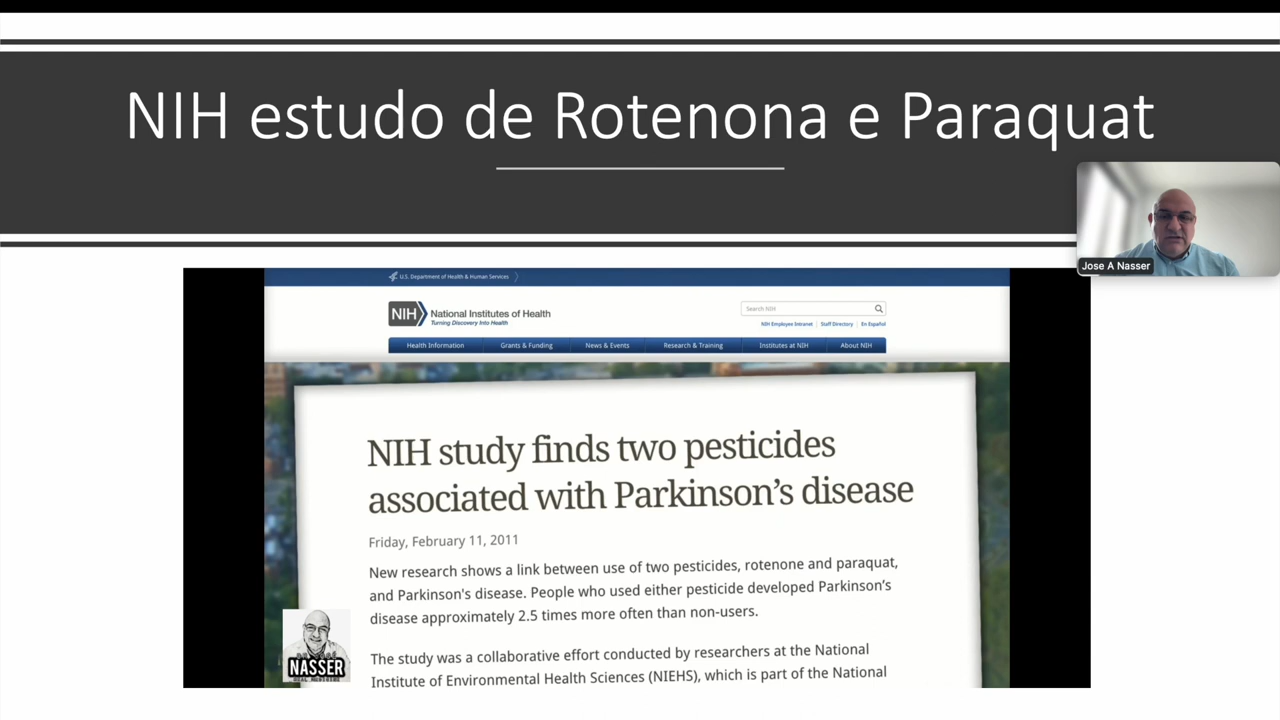 NIH estudo de Rotenona e Paraquat
Jose A Nasser
U.S. Department of Health & Human Services
NIH
National Institutes of Health
Turning Discovery Into Health
Search NIH
NIH Employee Intranet Staff Directory En Español
Health Information Grants & Funding News & Events Research & Training Institutes at NIH About NIH
NIH study finds two pesticides
associated with Parkinson's disease
Friday, February 11, 2011
New research shows a link between use of two pesticides, rotenone and paraquat,
and Parkinson's disease. People who used either pesticide developed Parkinson's
disease approximately 2.5 times more often than non-users.
The study was a collaborative effort conducted by researchers at the National
Institute of Environmental Health Sciences (NIEHS), which is part of the National
NASSER